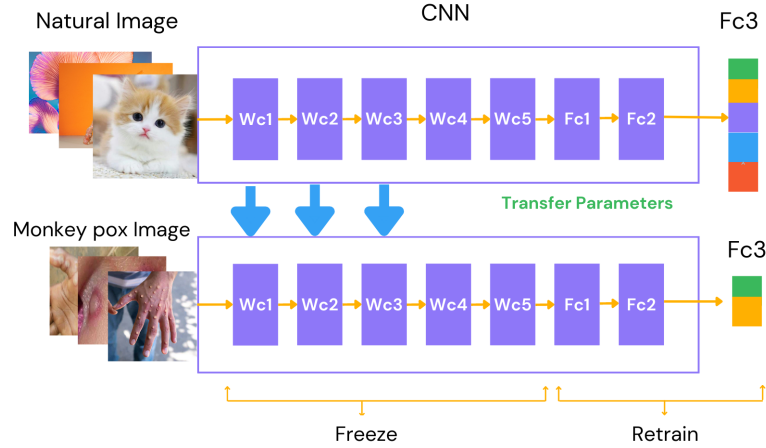 Natural Image
CNN
Fc3
Wc1 Wc2 Wc3 Wc4 Wc5 Fc1 Fc2
Transfer Parameters
Monkey pox Image
Fc3
Wc1 Wc2 Wc3 Wc4 Wc5 Fc1 Fc2
Freeze
Retrain